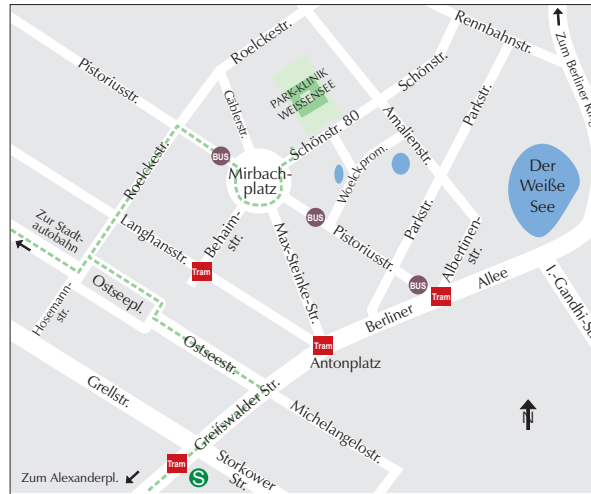 Roelckestr.
Rennbahnstr.
Zum Berliner Ring
Pistoriusstr.
PARK-KLINIK
WEISSENSEE
Schönstr.
Gäblerstr.
Schönstr. 80
Amalienstr.
Parkstr.
BUS
Mirbach-
platz
Woelckprom.
Der
Weiße
See
Roelckestr.
Behaim-
str.
BUS
Zur Stadt-
autobahn
Langhansstr.
Max-Steinke-Str.
Pistoriusstr.
Parkstr.
Albertinen-
str.
Tram
BUS
Tram
Allee
Berliner
I.-Gandhi-Str.
Hosemann-
str.
Ostseepl.
Tram
Antonplatz
Ostseestr.
Grellstr.
Greifswalder Str.
Michelangelostr.
N
Tram
S
Storkower
Str.
Zum Alexanderpl.